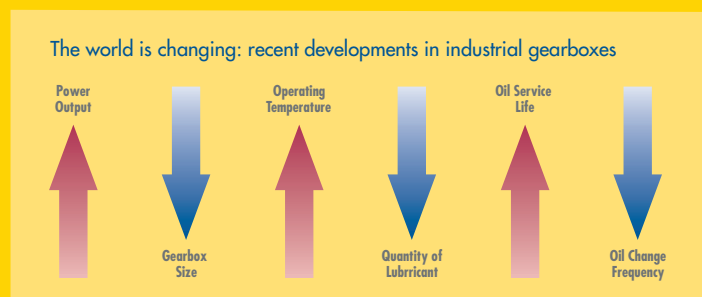 The world is changing: recent developments in industrial gearboxes
Power
Output
Operating
Temperature
Oil Service
Life
Gearbox
Size
Quantity of
Lubrricant
Oil Change
Frequency